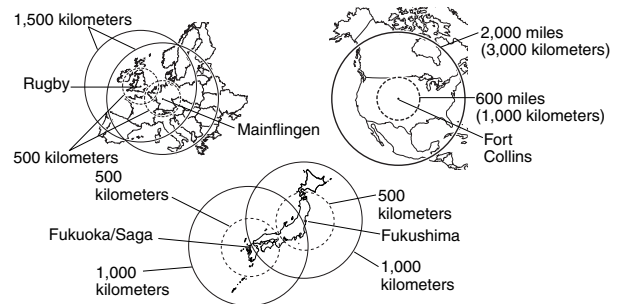 1,500 kilometers
Rugby
Mainflingen
500 kilometers
2,000 miles
(3,000 kilometers)
600 miles
(1,000 kilometers)
Fort
Collins
500
kilometers
Fukuoka/Saga
1,000
kilometers
500
kilometers
Fukushima
1,000
kilometers